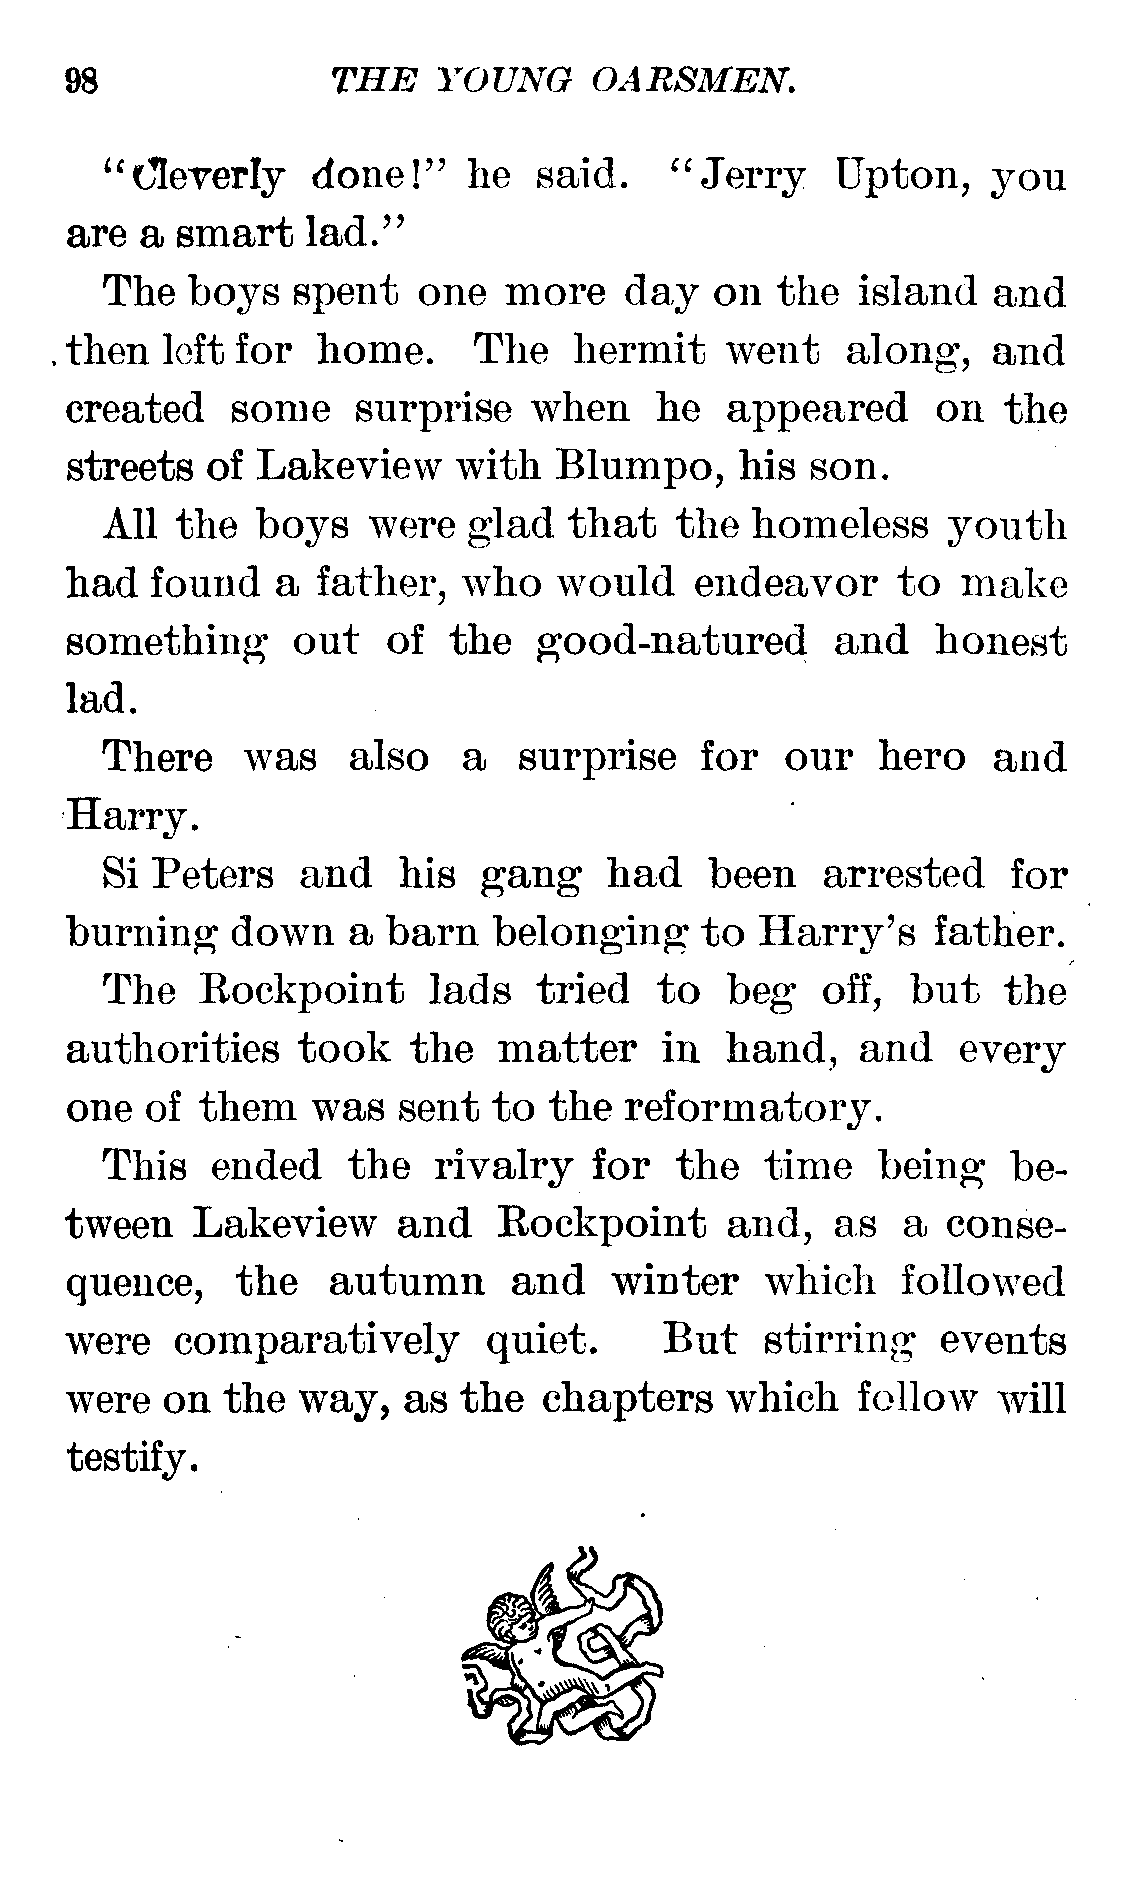 98 THE YOUNG OARSMEN.
"Cleverly done!" he said. "Jerry Upton, you
are a smart lad."
The boys spent one more day on the island and
then left for home. The hermit went along, and
created some surprise when he appeared on the
streets of Lakeview with Blumpo, his son.
All the boys were glad that the homeless youth
had found a father, who would endeavor to make
something out of the good-natured and honest
lad.
There was also a surprise for our hero and
Harry.
Si Peters and his gang had been arrested for
burning down a barn belonging to Harry's father.
The Rockpoint lads tried to beg off, but the
authorities took the matter in hand, and every
one of them was sent to the reformatory.
This ended the rivalry for the time being be-
tween Lakeview and Rockpoint and, as a conse-
quence, the autumn and winter which followed
were comparatively quiet. But stirring events
were on the way, as the chapters which follow will
testify.